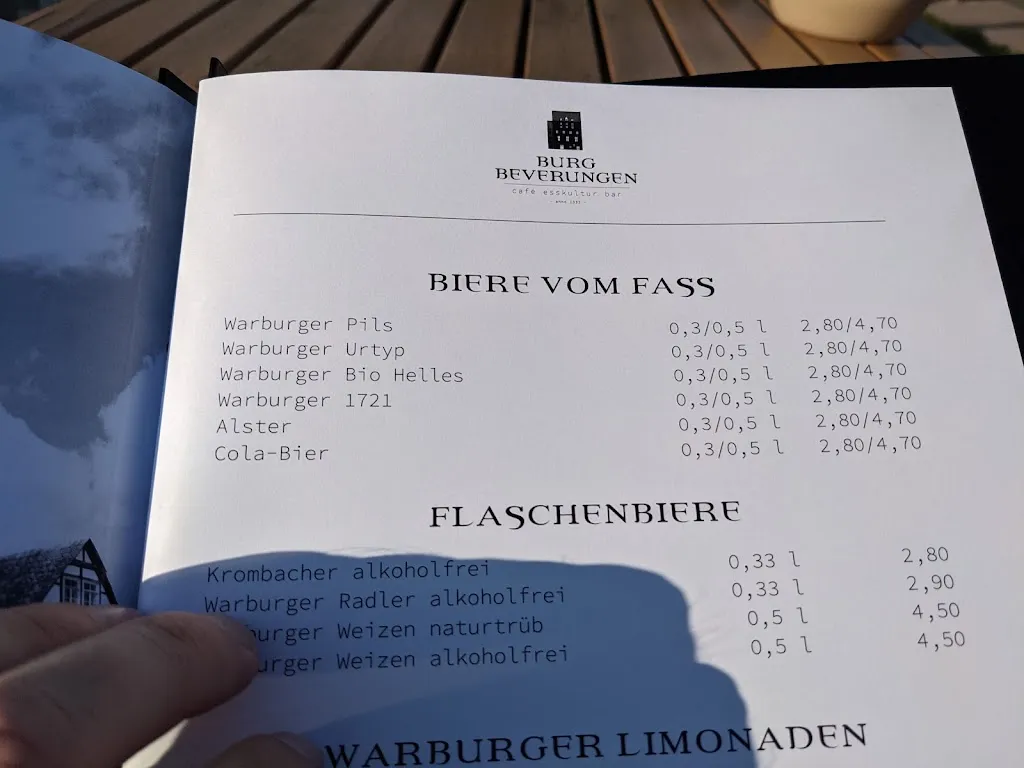 BURG
BEVERUNGEN
café esskultur bar
BIERE VOM FASS
Warburger Pils 0,3/0,5 l 2,80/4,70
Warburger Urtyp 0,3/0,5 l 2,80/4,70
Warburger Bio Helles 0,3/0,5 l 2,80/4,70
Warburger 1721 0,3/0,5 l 2,80/4,70
Alster 0,3/0,5 l 2,80/4,70
Cola-Bier 0,3/0,5 l 2,80/4,70
FLASCHENBIERE
Krombacher alkoholfrei 0,33 l 2,80
Warburger Radler alkoholfrei 0,33 l 2,90
burger Weizen naturtrüb 0,5 l 4,50
urger Weizen alkoholfrei 0,5 l 4,50
WARBURGER LIMONADEN